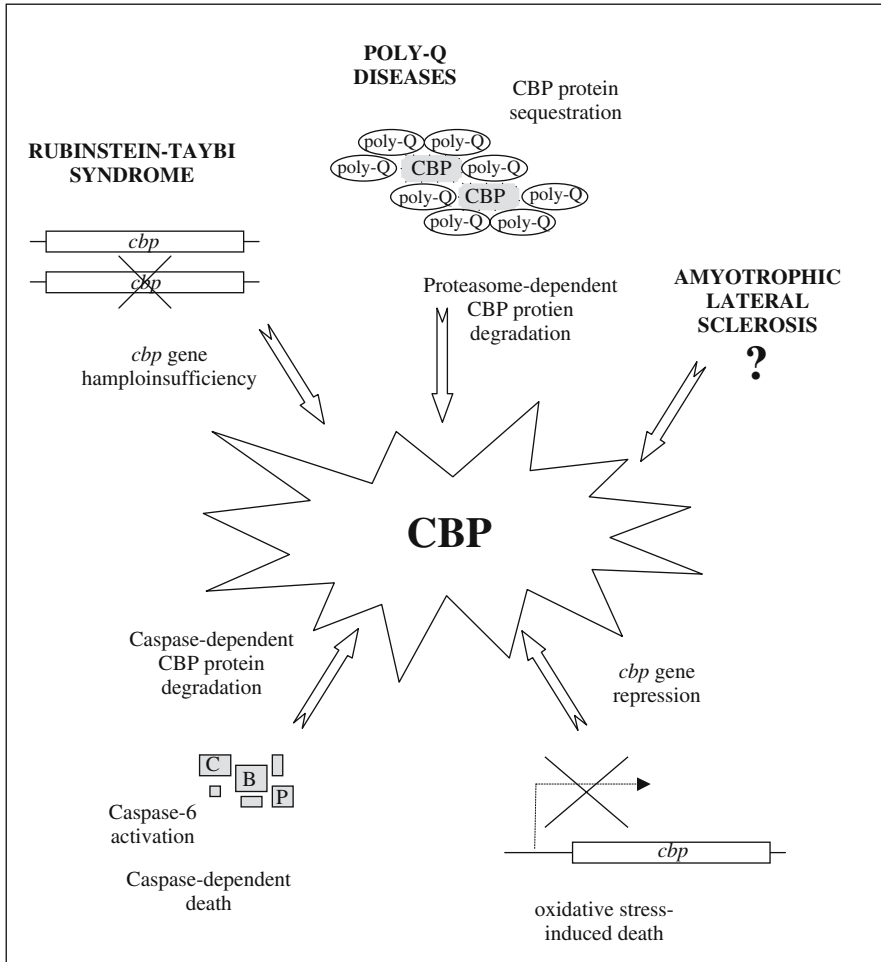 POLY-Q
DISEASES
CBP protein
sequestration
poly-Q poly-Q
poly-Q CBP poly-Q
poly-Q CBP poly-Q
poly-Q poly-Q
RUBINSTEIN-TAYBI
SYNDROME
cbp
cbp
cbp gene
hamploinsufficiency
Proteasome-dependent
CBP protien
degradation
AMYOTROPHIC
LATERAL
SCLEROSIS
?
CBP
Caspase-dependent
CBP protein
degradation
C
B
P
Caspase-6
activation
Caspase-dependent
death
cbp gene
repression
cbp
oxidative stress-
induced death